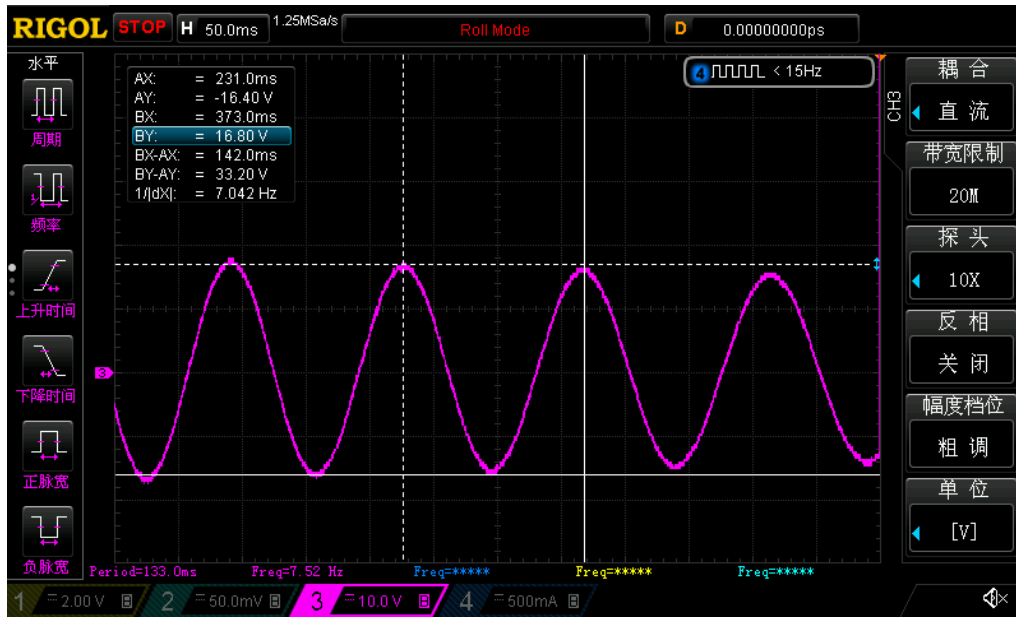 RIGOL STOP H 50.0ms 1.25MSa/s Roll Mode D 0.00000000ps
水平
周期
频率
上升时间
下降时间
正脉宽
负脉宽
AX: = 231.0ms
AY: = -16.40 V
BX: = 373.0ms
BY: = 16.80 V
BX-AX: = 142.0ms
BY-AY: = 33.20 V
1/|dX|: = 7.042 Hz
4 < 15Hz
3
CH3
耦合
直流
带宽限制
20M
探头
10X
反相
关闭
幅度档位
粗调
单位
[V]
Period=133.0ms Freq=7.52 Hz Freq=***** Freq=***** Freq=*****
1 2.00 V B 2 50.0mV B 3 10.0 V B 4 500mA B